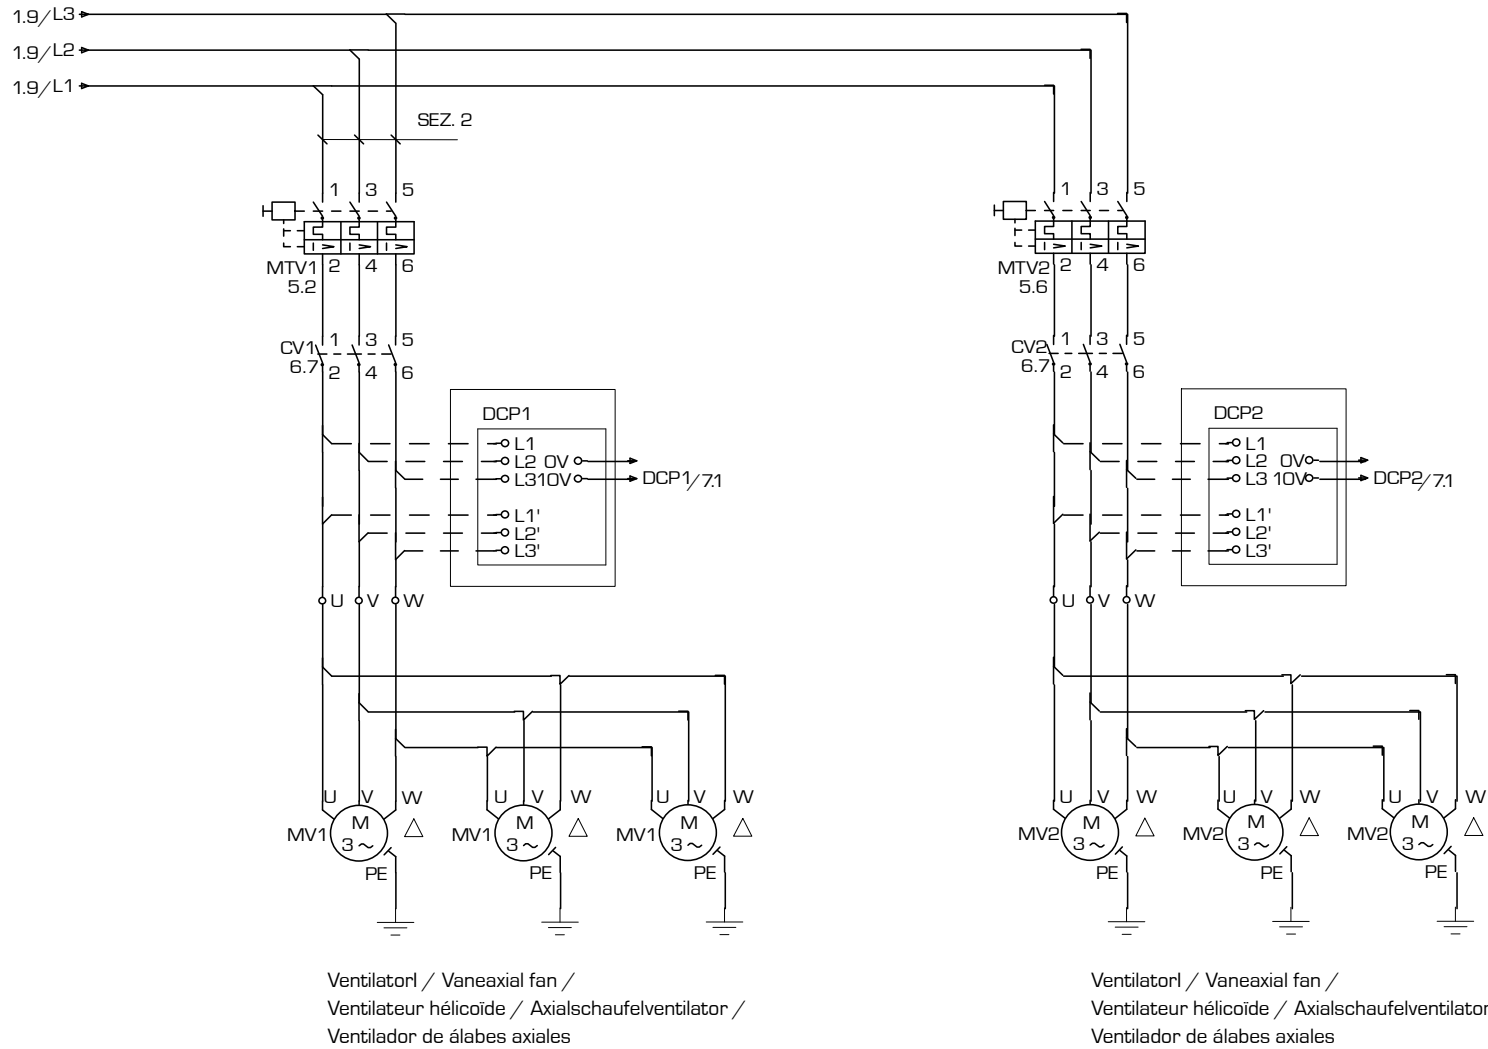 1.9/L3
1.9/L2
1.9/L1
SEZ. 2
1 3 5
1 3 5
MTV1 2 4 6
5.2
MTV2 2 4 6
5.6
1 3 5
CV1
6.7 2 4 6
1 3 5
CV2
6.7 2 4 6
DCP1
L1
L2 0V
L3 10V DCP1/7.1
L1'
L2'
L3'
DCP2
L1
L2 0V
L3 10V DCP2/7.1
L1'
L2'
L3'
U V W
U V W
U V W U V W U V W
MV1 M 3~ MV1 M 3~ MV1 M 3~
PE PE PE
U V W U V W U V W
MV2 M 3~ MV2 M 3~ MV2 M 3~
PE PE PE
VentilatorI / Vaneaxial fan /
Ventilateur hélicoïde / Axialschaufelventilator /
Ventilador de álabes axiales
VentilatorI / Vaneaxial fan /
Ventilateur hélicoïde / Axialschaufelventilator
Ventilador de álabes axiales